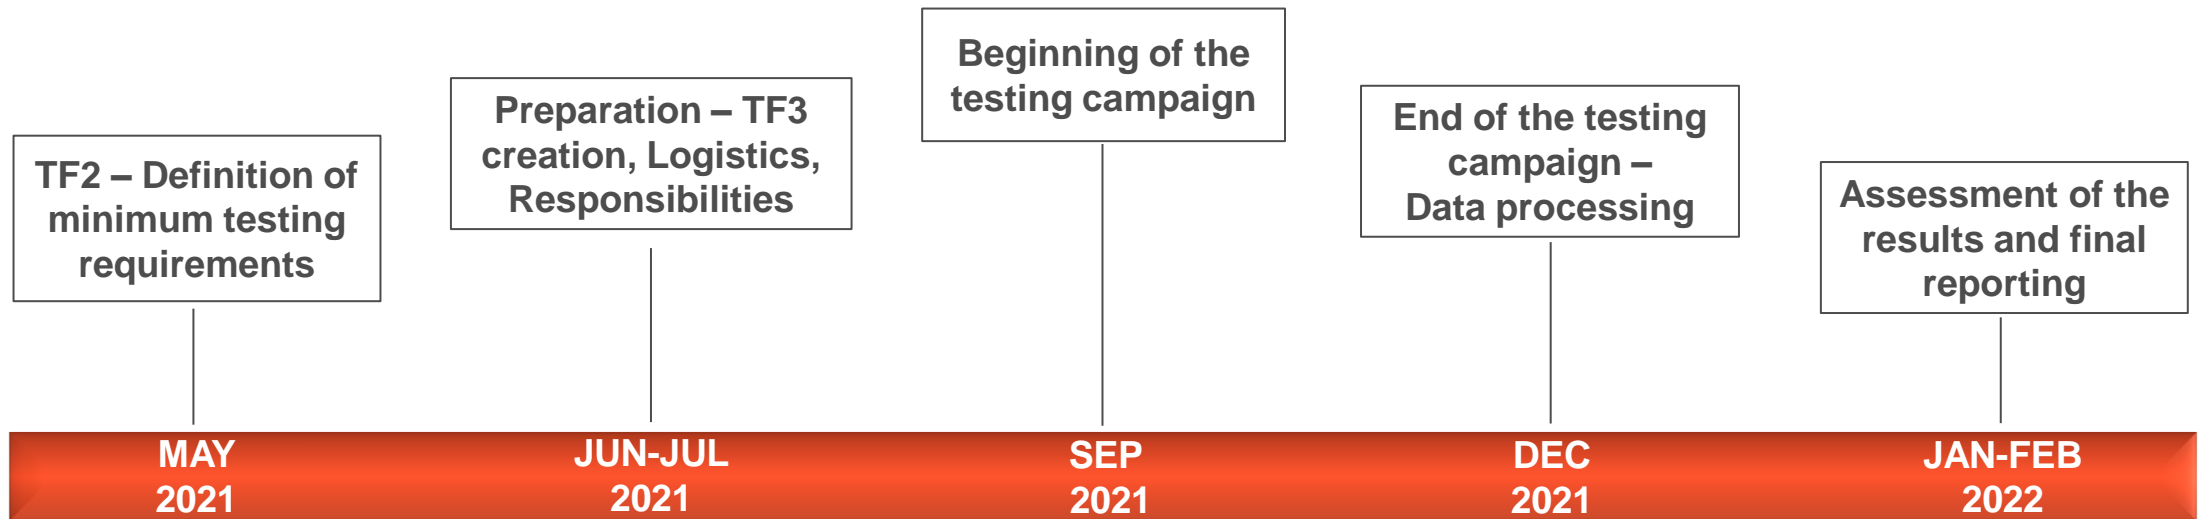 TF2 – Definition of
minimum testing
requirements
Preparation – TF3
creation, Logistics,
Responsibilities
Beginning of the
testing campaign
End of the testing
campaign –
Data processing
Assessment of the
results and final
reporting
MAY
2021
JUN-JUL
2021
SEP
2021
DEC
2021
JAN-FEB
2022